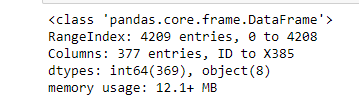 <class 'pandas.core.frame.DataFrame'>
RangeIndex: 4209 entries, 0 to 4208
Columns: 377 entries, ID to X385
dtypes: int64(369), object(8)
memory usage: 12.1+ MB